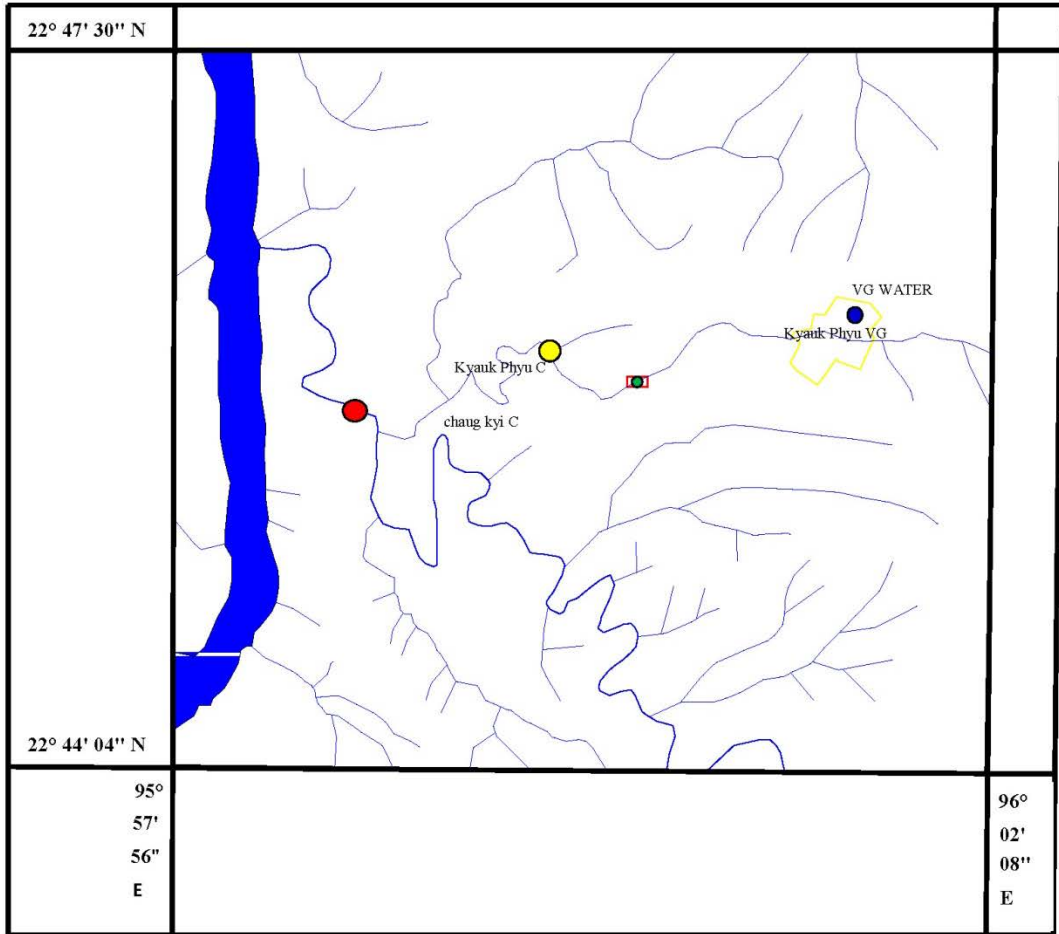 22° 47' 30" N
VG WATER
Kyauk Phyu VG
Kyauk Phyu C
chaug kyi C
22° 44' 04" N
95°
57'
56"
E
96°
02'
08"
E